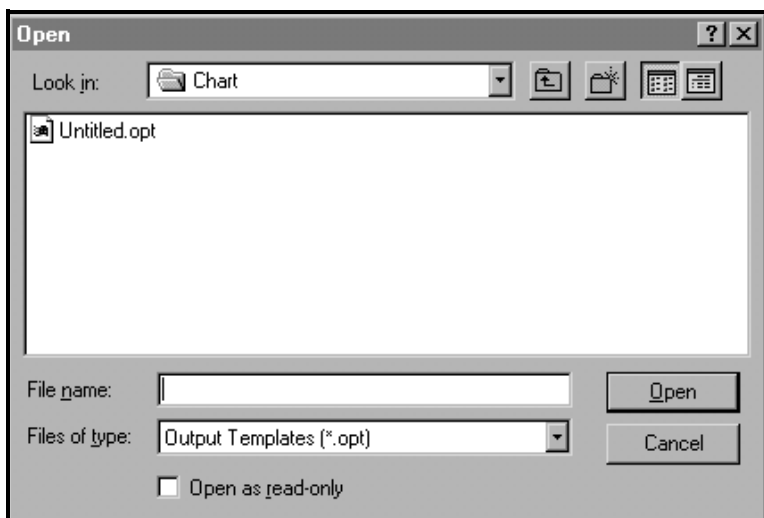 Open
Look in: Chart
Untitled.opt
File name:
Open
Files of type: Output Templates (*.opt)
Cancel
Open as read-only